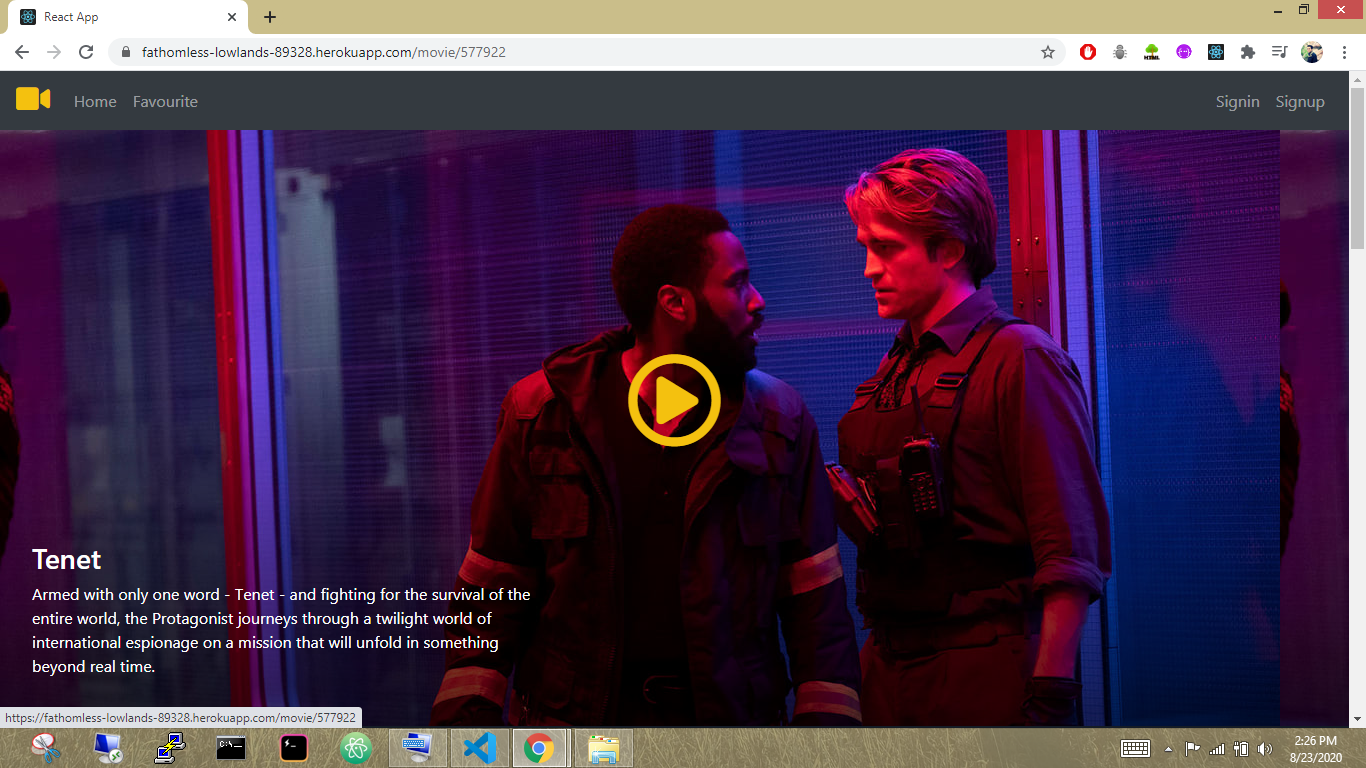 React App
fathomless-lowlands-89328.herokuapp.com/movie/577922
HTML
Home
Favourite
Signin
Signup
Tenet
Armed with only one word - Tenet - and fighting for the survival of the
entire world, the Protagonist journeys through a twilight world of
international espionage on a mission that will unfold in something
beyond real time.
https://fathomless-lowlands-89328.herokuapp.com/movie/577922
C:\_
2:26 PM
8/23/2020